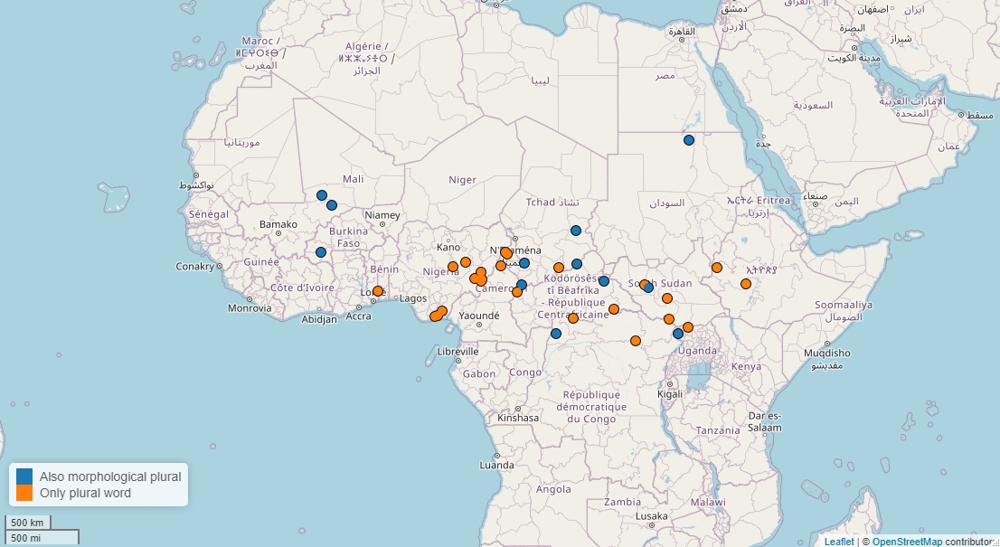 دمشق
العراق
اصفهان
ایران
Maroc /
ⵍⵎⵖⵔⵉⴱ /
المغرب
Algérie /
ⵍⵣⵣⴰⵢⴻⵔ /
الجزائر
القاهرة
الأردن
البصرة
شیراز
مدينة الكويت
ليبيا
مصر
السعودية
الإمارات العربية
المتحدة
مسقط
موريتانيا
جدة
عمان
Mali
Niger
نواكشوط
Tchad تشاد
السودان
ኤርትራ Eritrea
إرتريا
صنعاء
اليمن
Sénégal
Bamako
Niamey
Burkina
Faso
Kano
N'Djaména
Guinée
Bénin
Nigeria
Conakry
Côte d'Ivoire
Lomé
Lagos
Cameroun
Ködörösêse
tî Bêafrîka
- République
Centrafricaine
South Sudan
ኢትዮጵያ
Soomaaliya
الصومال
Monrovia
Abidjan
Accra
Yaoundé
Libreville
Uganda
Muqdisho
مقديشو
Gabon
Congo
Kenya
Kigali
République
démocratique
du Congo
Kinshasa
Dar es-
Salaam
Tanzania
Luanda
Angola
Zambia
Malawi
Lusaka
Also morphological plural
Only plural word
500 km
500 mi
Leaflet | © OpenStreetMap contributors